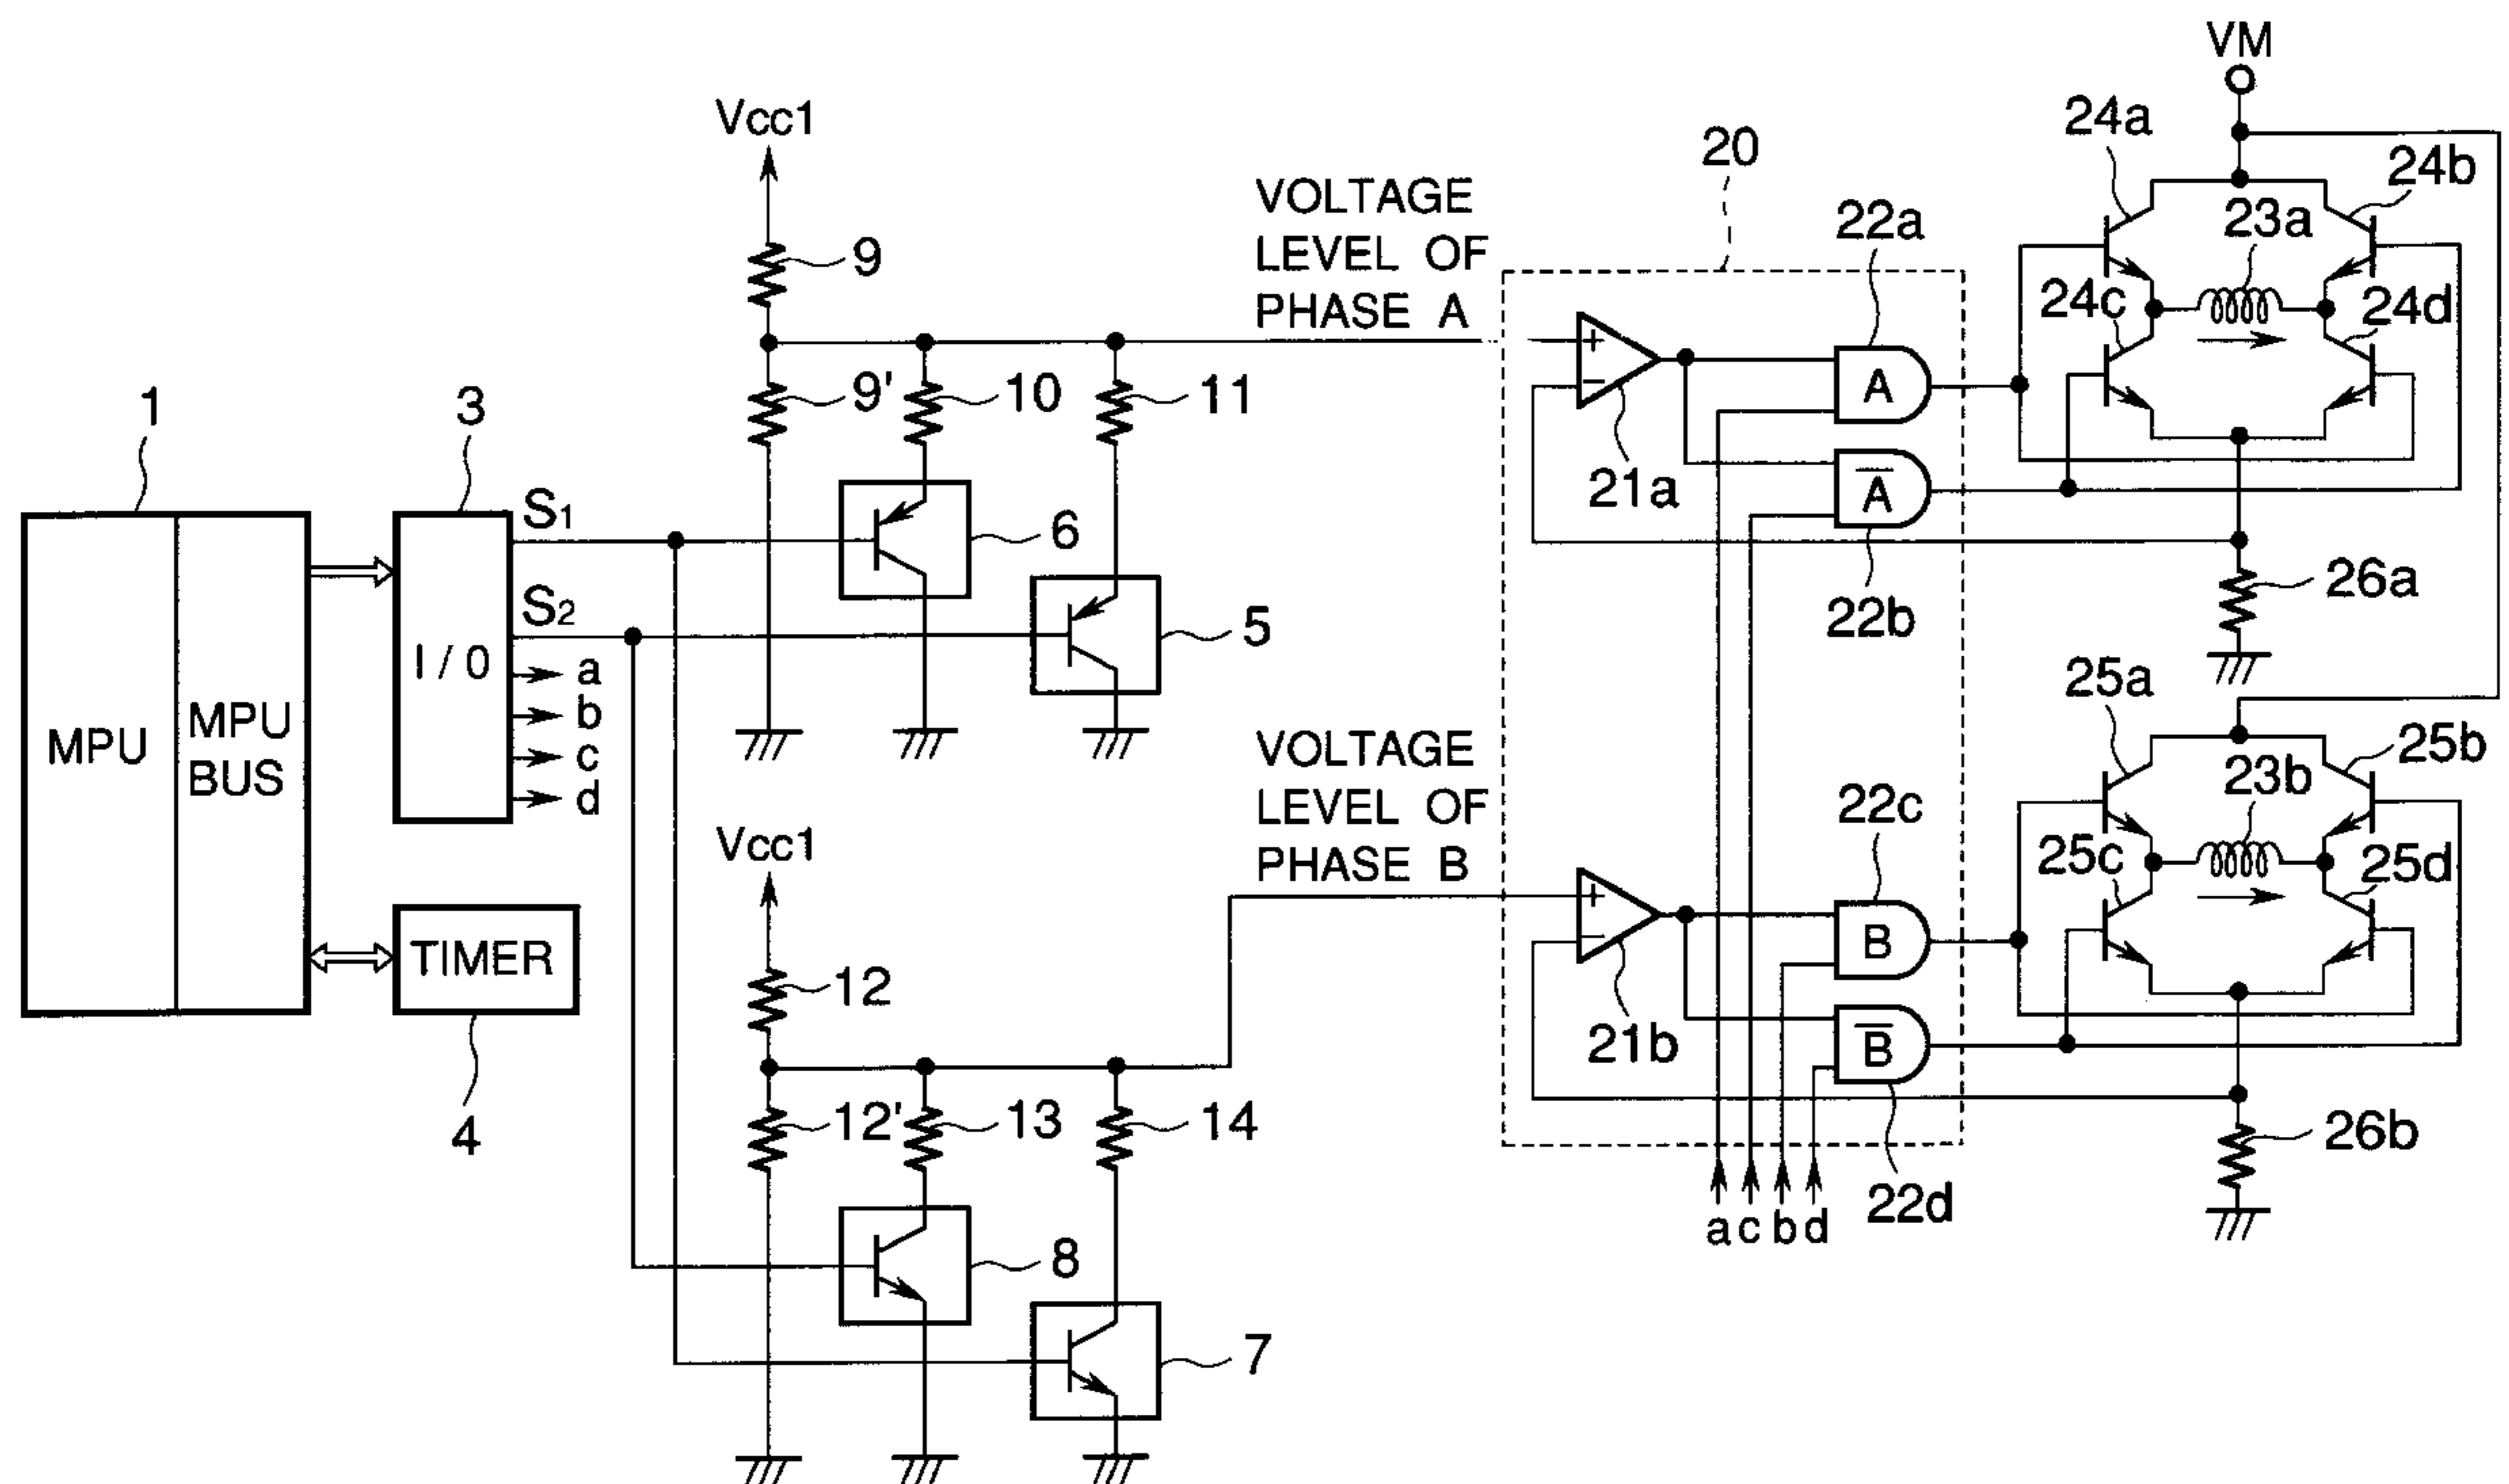 VM
24a
Vcc1
20
24b
VOLTAGE
LEVEL OF
PHASE A
22a
23a
9
24c
24d
1
3
9'
10
11
A
21a
A̅
S1
6
26a
S2
22b
5
I/O
a
b
c
d
MPU
MPU
BUS
25a
VOLTAGE
LEVEL OF
PHASE B
25b
23b
22c
Vcc1
25c
25d
TIMER
12
B
21b
B̅
4
12'
13
14
26b
a c b d
22d
8
7